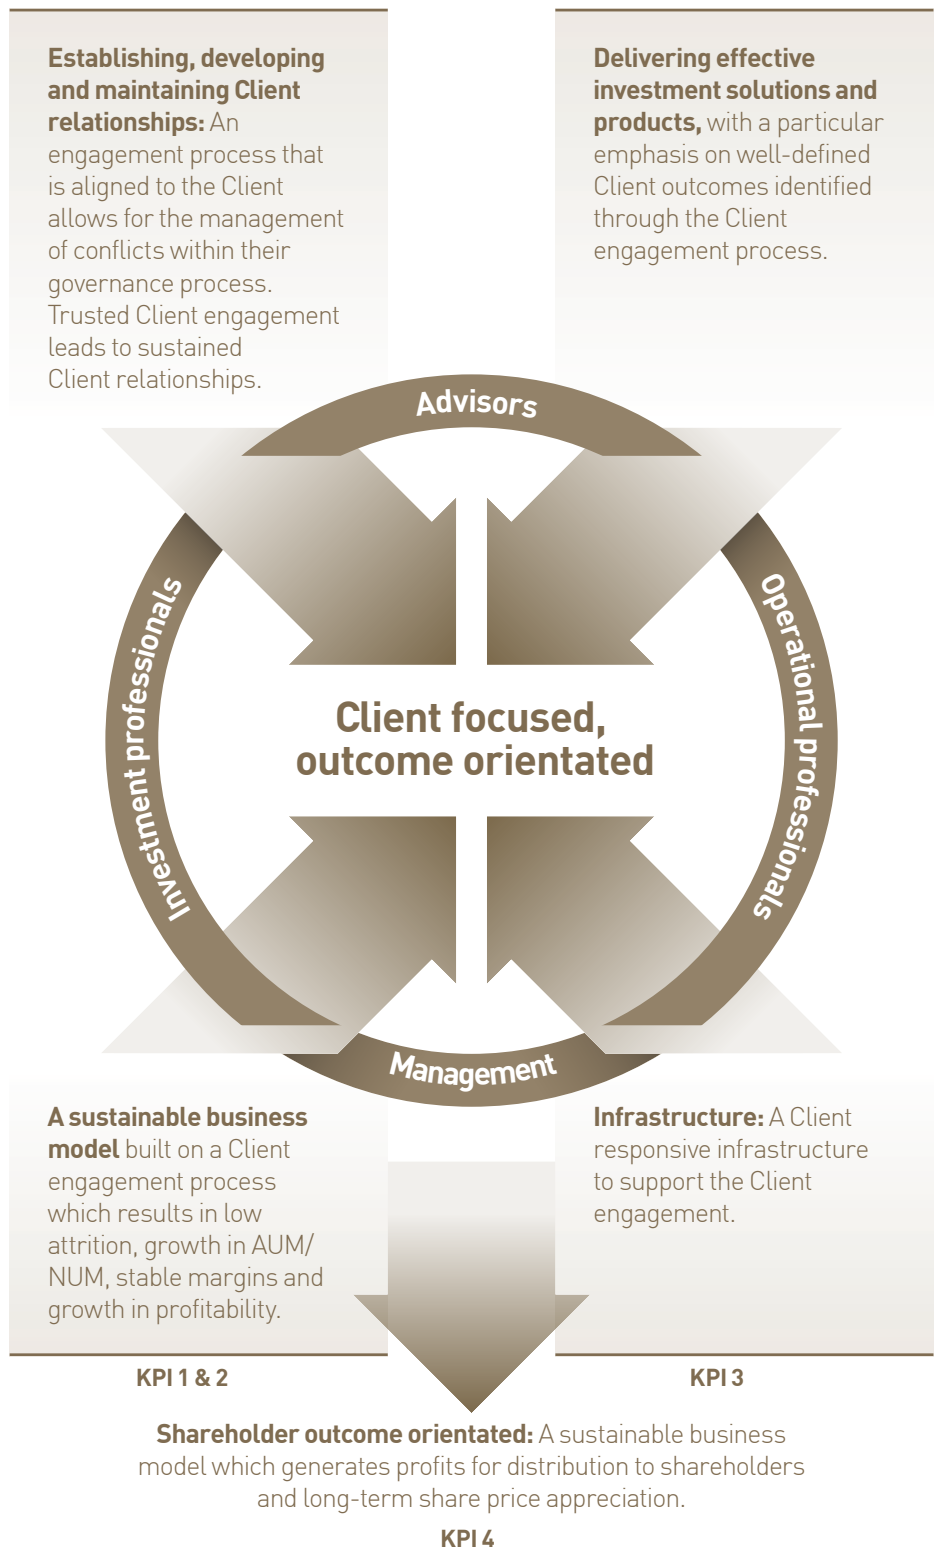 Establishing, developing
and maintaining Client
relationships: An
engagement process that
is aligned to the Client
allows for the management
of conflicts within their
governance process.
Trusted Client engagement
leads to sustained
Client relationships.
Delivering effective
investment solutions and
products, with a particular
emphasis on well-defined
Client outcomes identified
through the Client
engagement process.
Advisors
Investment professionals
Operational professionals
Client focused,
outcome orientated
Management
A sustainable business
model built on a Client
engagement process
which results in low
attrition, growth in AUM/
NUM, stable margins and
growth in profitability.
KPI 1 & 2
Infrastructure: A Client
responsive infrastructure
to support the Client
engagement.
KPI 3
Shareholder outcome orientated: A sustainable business
model which generates profits for distribution to shareholders
and long-term share price appreciation.
KPI 4